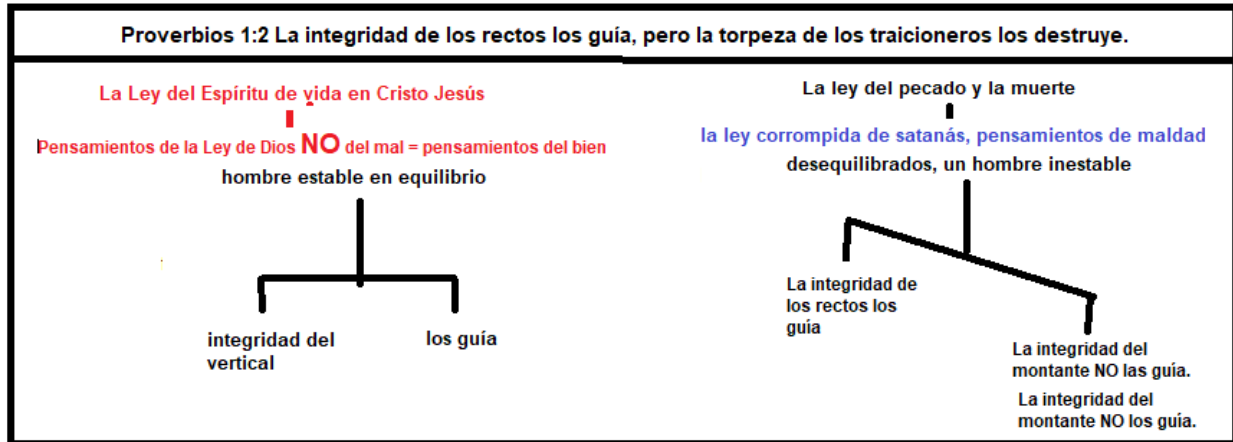 Proverbios 1:2 La integridad de los rectos los guía, pero la torpeza de los traicioneros los destruye.
La Ley del Espíritu de vida en Cristo Jesús
Pensamientos de la Ley de Dios NO del mal = pensamientos del bien
hombre estable en equilibrio
integridad del
vertical
los guía
La ley del pecado y la muerte
la ley corrompida de satanás, pensamientos de maldad
desequilibrados, un hombre inestable
La integridad de
los rectos los
guía
La integridad del
montante NO las guía.
La integridad del
montante NO los guía.